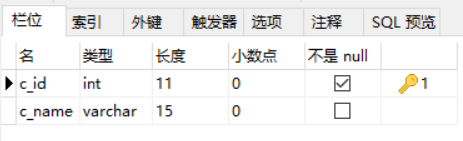 栏位 索引 外键 触发器 选项 注释 SQL 预览
名 类型 长度 小数点 不是 null
c_id int 11 0 1
c_name varchar 15 0